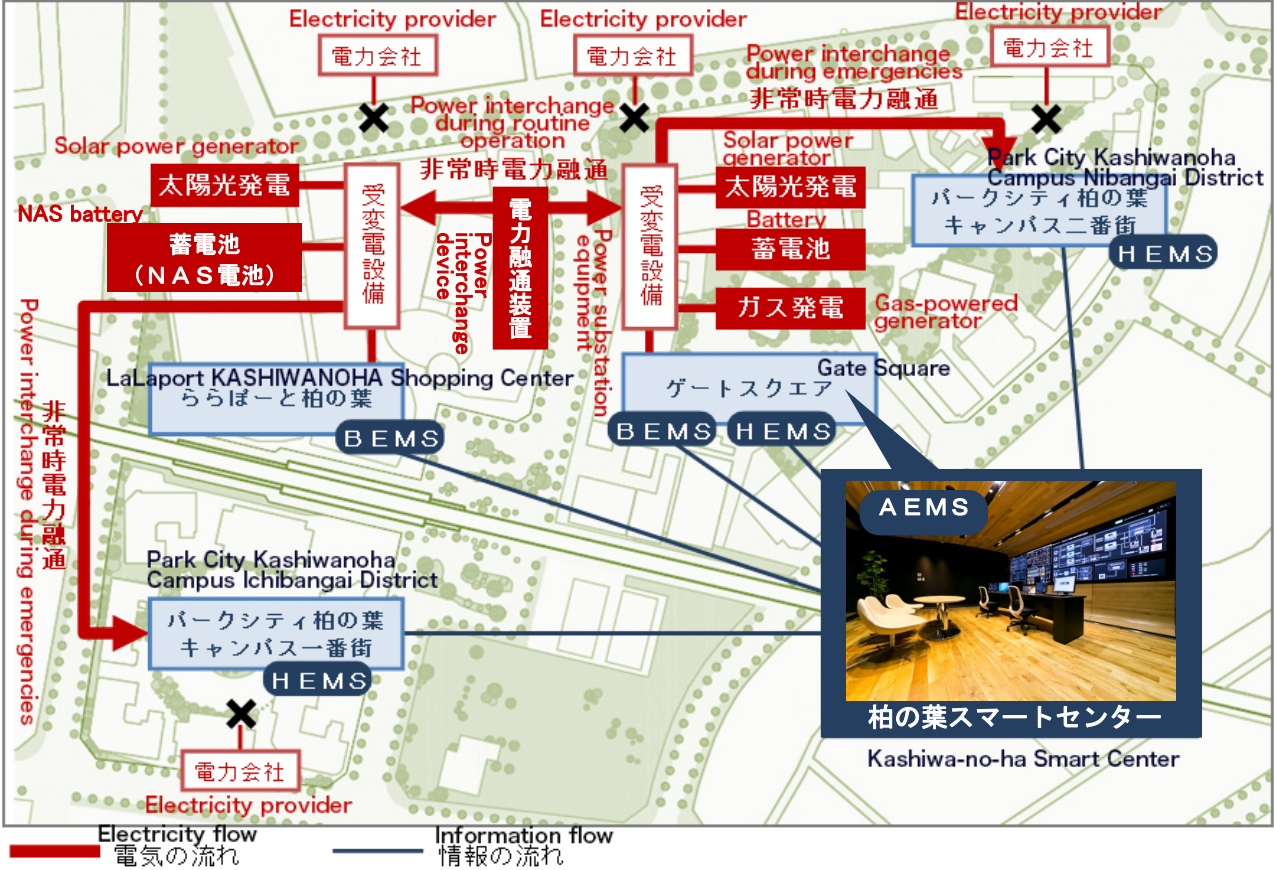 Electricity provider
電力会社
Electricity provider
電力会社
Electricity provider
電力会社
Power interchange
during emergencies
非常時電力融通
Power interchange
during routine
operation
非常時電力融通
Solar power generator
太陽光発電
NAS battery
蓄電池
（ＮＡＳ電池）
受変電設備
電力融通装置
Power
interchange
device
Power substation
equipment
受変電設備
Solar power
generator
太陽光発電
Battery
蓄電池
ガス発電
Gas-powered
generator
Park City Kashiwanoha
Campus Nibangai District
パークシティ柏の葉
キャンパス二番街
ＨＥＭＳ
LaLaport KASHIWANOHA Shopping Center
ららぽーと柏の葉
ＢＥＭＳ
Gate Square
ゲートスクエア
ＢＥＭＳ
ＨＥＭＳ
Power interchange during emergencies
非常時電力融通
Park City Kashiwanoha
Campus Ichibangai District
パークシティ柏の葉
キャンパス一番街
ＨＥＭＳ
電力会社
Electricity provider
ＡＥＭＳ
柏の葉スマートセンター
Kashiwa-no-ha Smart Center
Electricity flow
電気の流れ
Information flow
情報の流れ